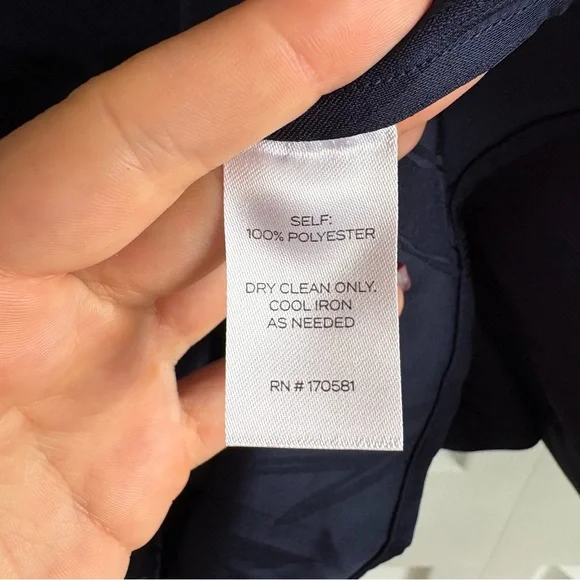 SELF:
100% POLYESTER
DRY CLEAN ONLY.
COOL IRON
AS NEEDED
RN # 170581